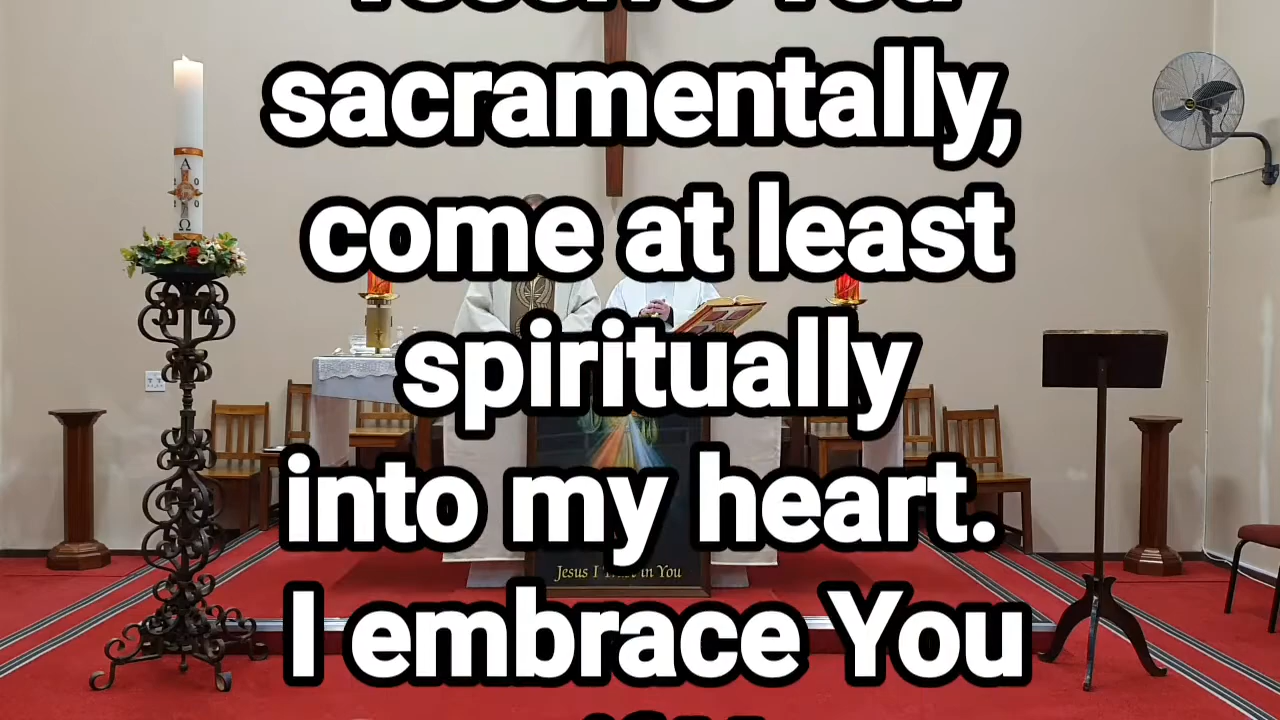 sacramentally,
come at least
spiritually
into my heart.
I embrace You
Α
Ω
Jesus I Trust in You